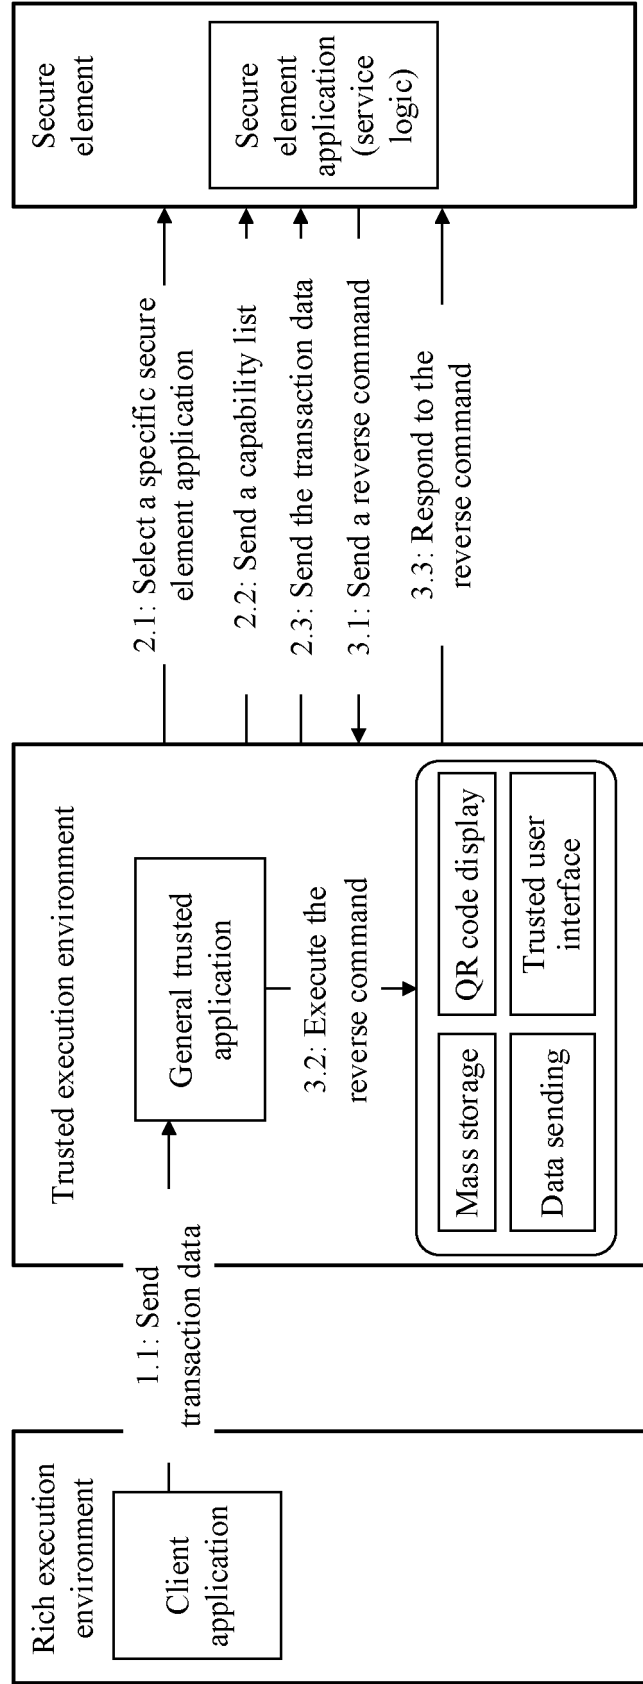 Rich execution
environment
Client
application
1.1: Send
transaction data
Trusted execution environment
General trusted
application
3.2: Execute the
reverse command
Mass storage
QR code display
Data sending
Trusted user
interface
2.1: Select a specific secure
element application
2.2: Send a capability list
2.3: Send the transaction data
3.1: Send a reverse command
3.3: Respond to the
reverse command
Secure
element
Secure
element
application
(service
logic)